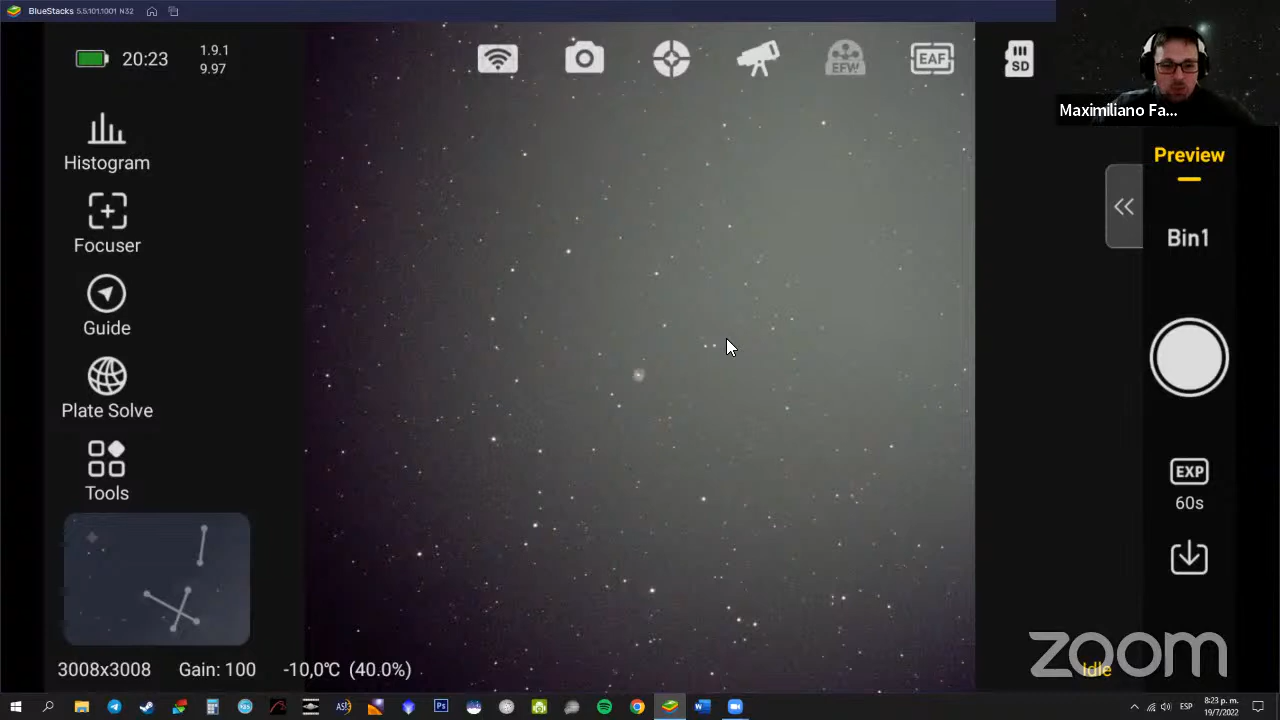 BlueStacks 5.5.101.1001 N32
20:23
1.9.1
9.97
EFW
EAF
SD
Maximiliano Fa...
Histogram
Focuser
Guide
Plate Solve
Tools
Preview
Bin1
EXP
60s
Idle
zoom
3008x3008 Gain: 100 -10,0℃ (40.0%)
Ps
ESP
8:23 p.m.
19/7/2022